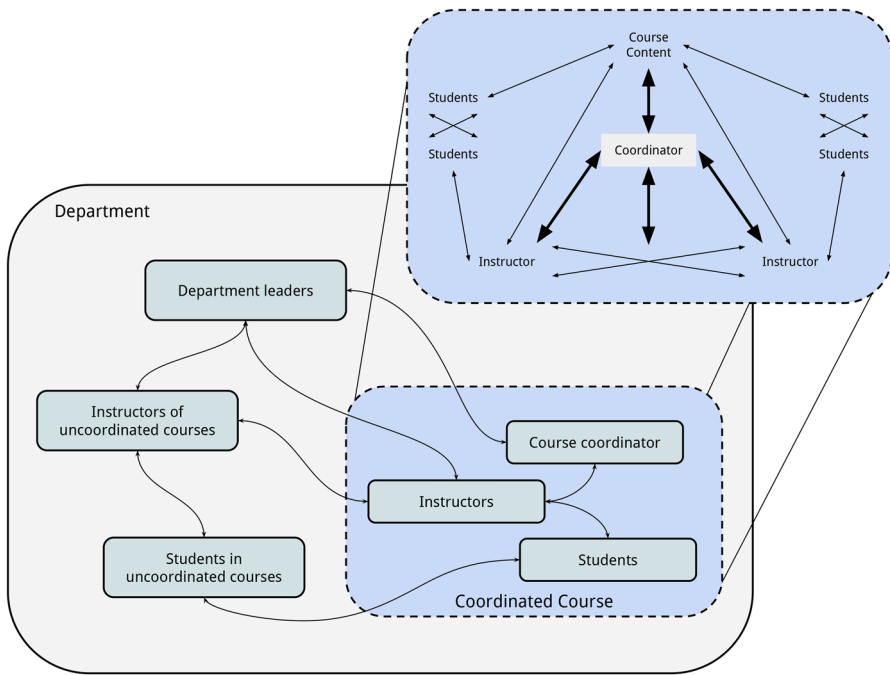 Course
Content
Students
Students
Students
Students
Coordinator
Instructor
Instructor
Department
Department leaders
Instructors of
uncoordinated courses
Course coordinator
Instructors
Students in
uncoordinated courses
Students
Coordinated Course